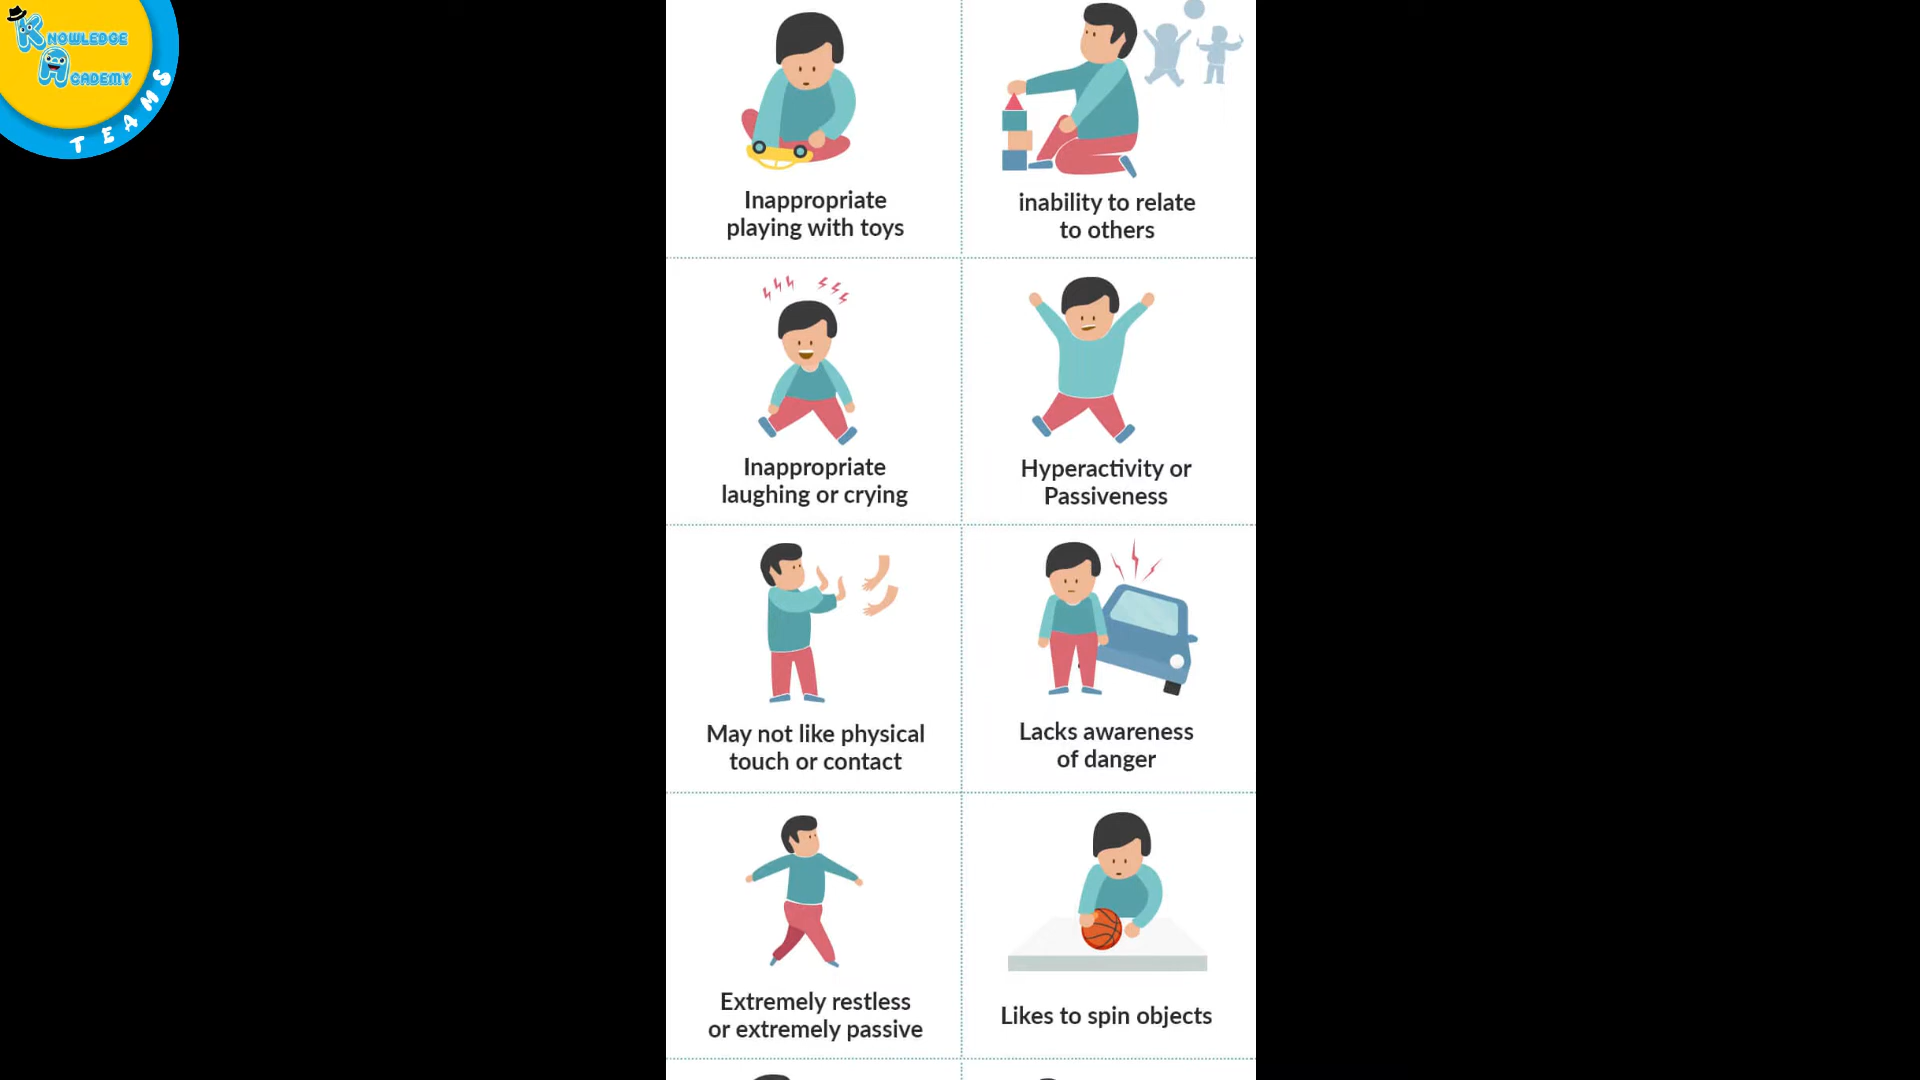 KNOWLEDGE
ACADEMY
TEAMS
Inappropriate
playing with toys
inability to relate
to others
Inappropriate
laughing or crying
Hyperactivity or
Passiveness
May not like physical
touch or contact
Lacks awareness
of danger
Extremely restless
or extremely passive
Likes to spin objects